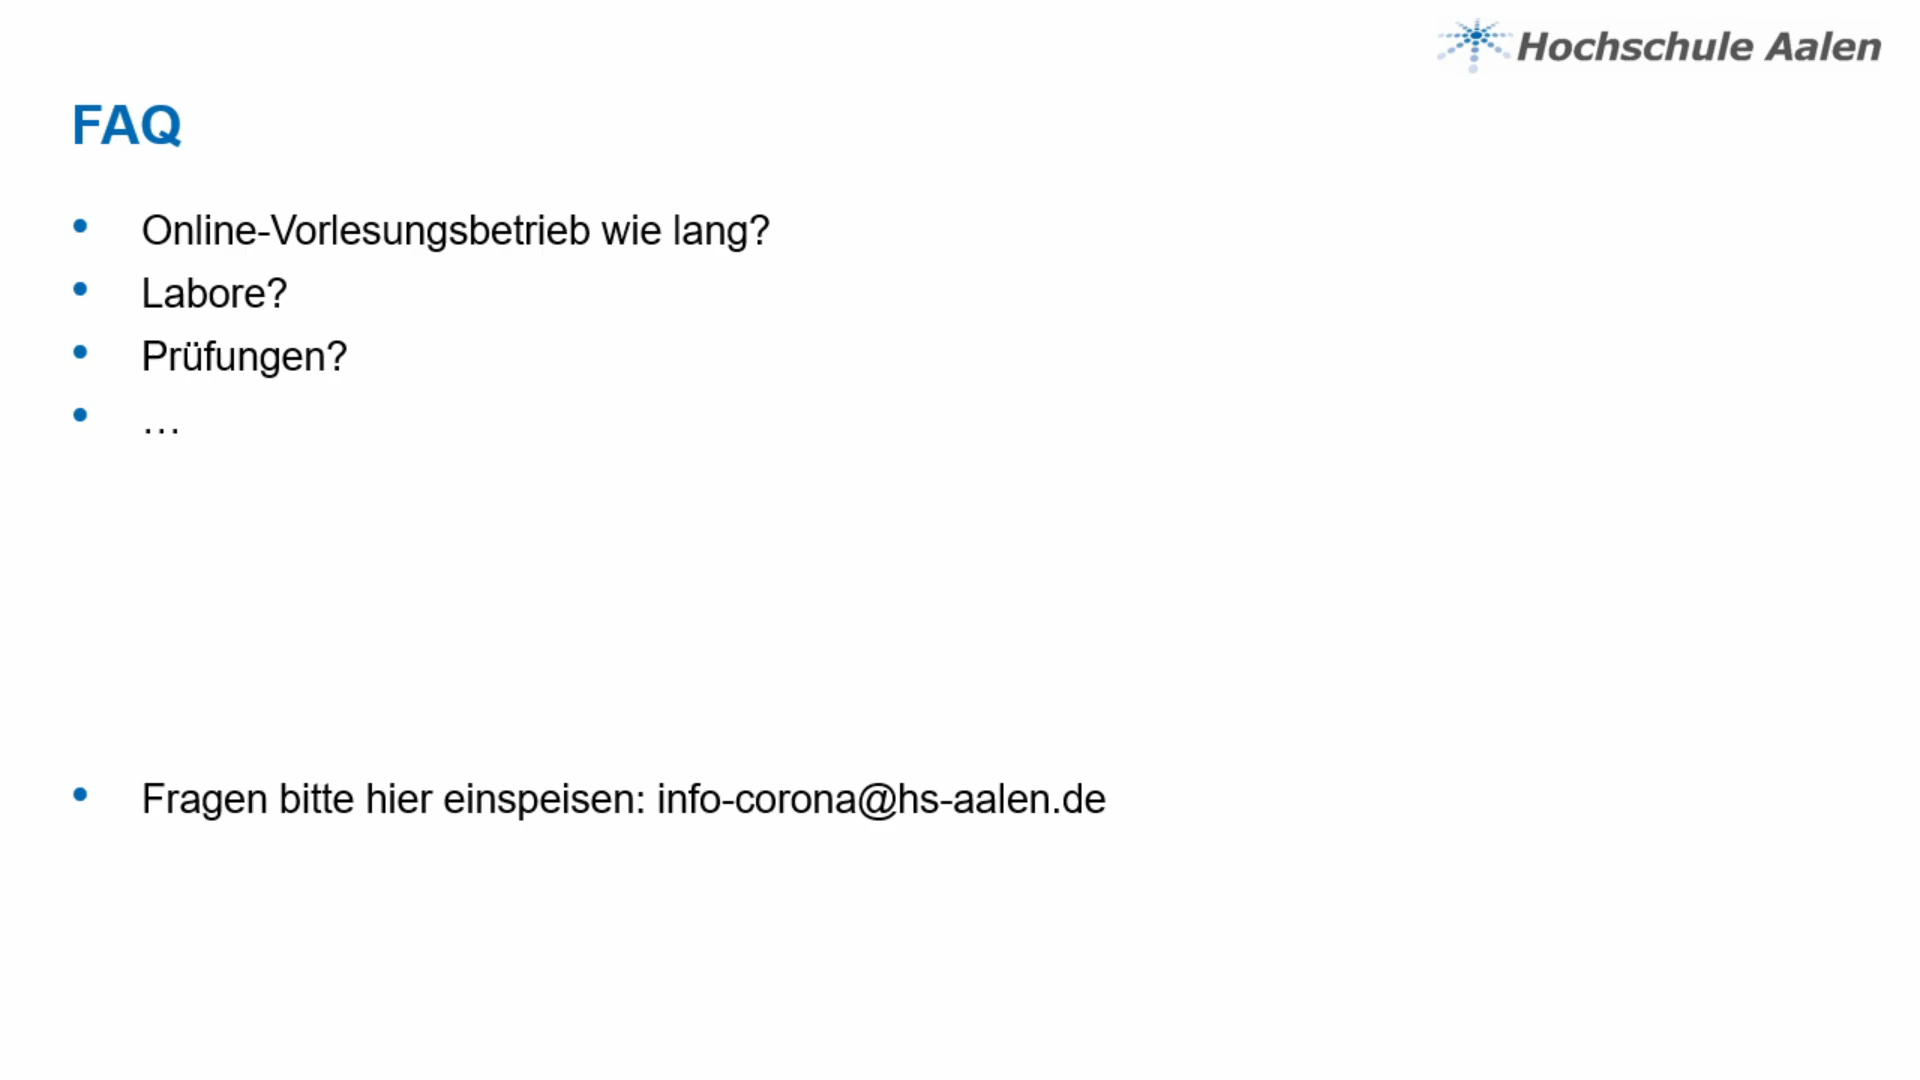 Hochschule Aalen
FAQ
• Online-Vorlesungsbetrieb wie lang?
• Labore?
• Prüfungen?
• …
• Fragen bitte hier einspeisen: info-corona@hs-aalen.de